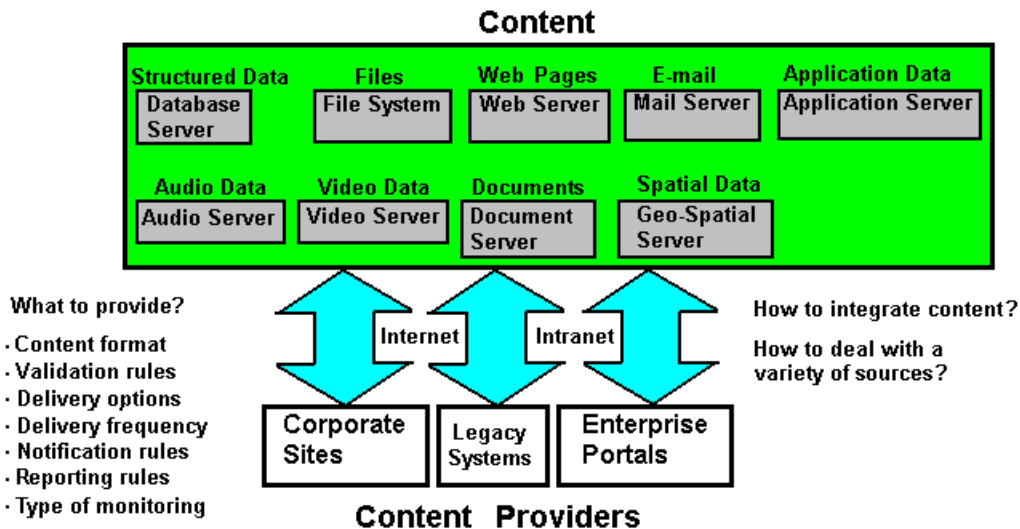 Content
Structured Data
Files
Web Pages
E-mail
Application Data
Database
Server
File System
Web Server
Mail Server
Application Server
Audio Data
Video Data
Documents
Spatial Data
Audio Server
Video Server
Document
Server
Geo-Spatial
Server
What to provide?
· Content format
· Validation rules
· Delivery options
· Delivery frequency
· Notification rules
· Reporting rules
· Type of monitoring
Internet
Intranet
How to integrate content?
How to deal with a
variety of sources?
Corporate
Sites
Legacy
Systems
Enterprise
Portals
Content Providers